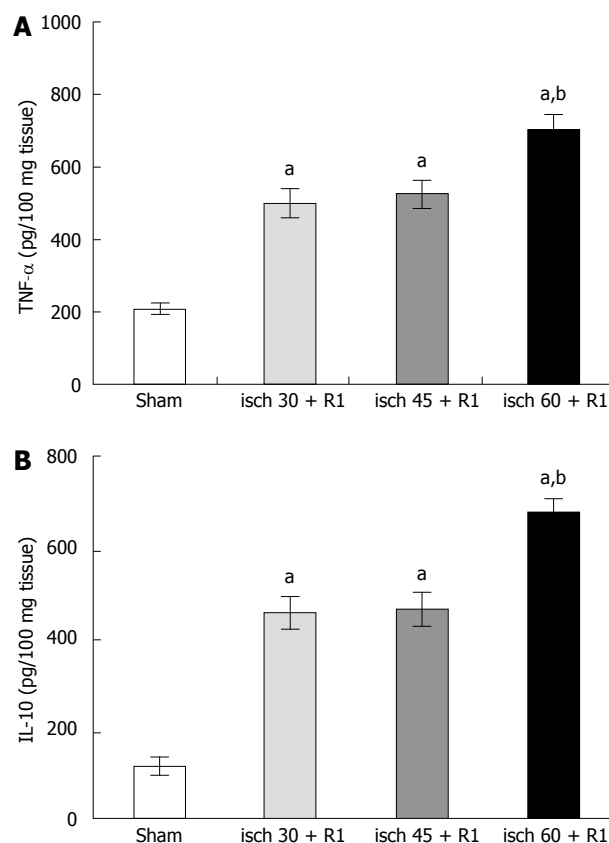 A
1000
800
600
400
200
0
TNF-α (pg/100 mg tissue)
a
a
a,b
Sham
isch 30 + R1
isch 45 + R1
isch 60 + R1
B
800
600
400
200
0
IL-10 (pg/100 mg tissue)
a
a
a,b
Sham
isch 30 + R1
isch 45 + R1
isch 60 + R1